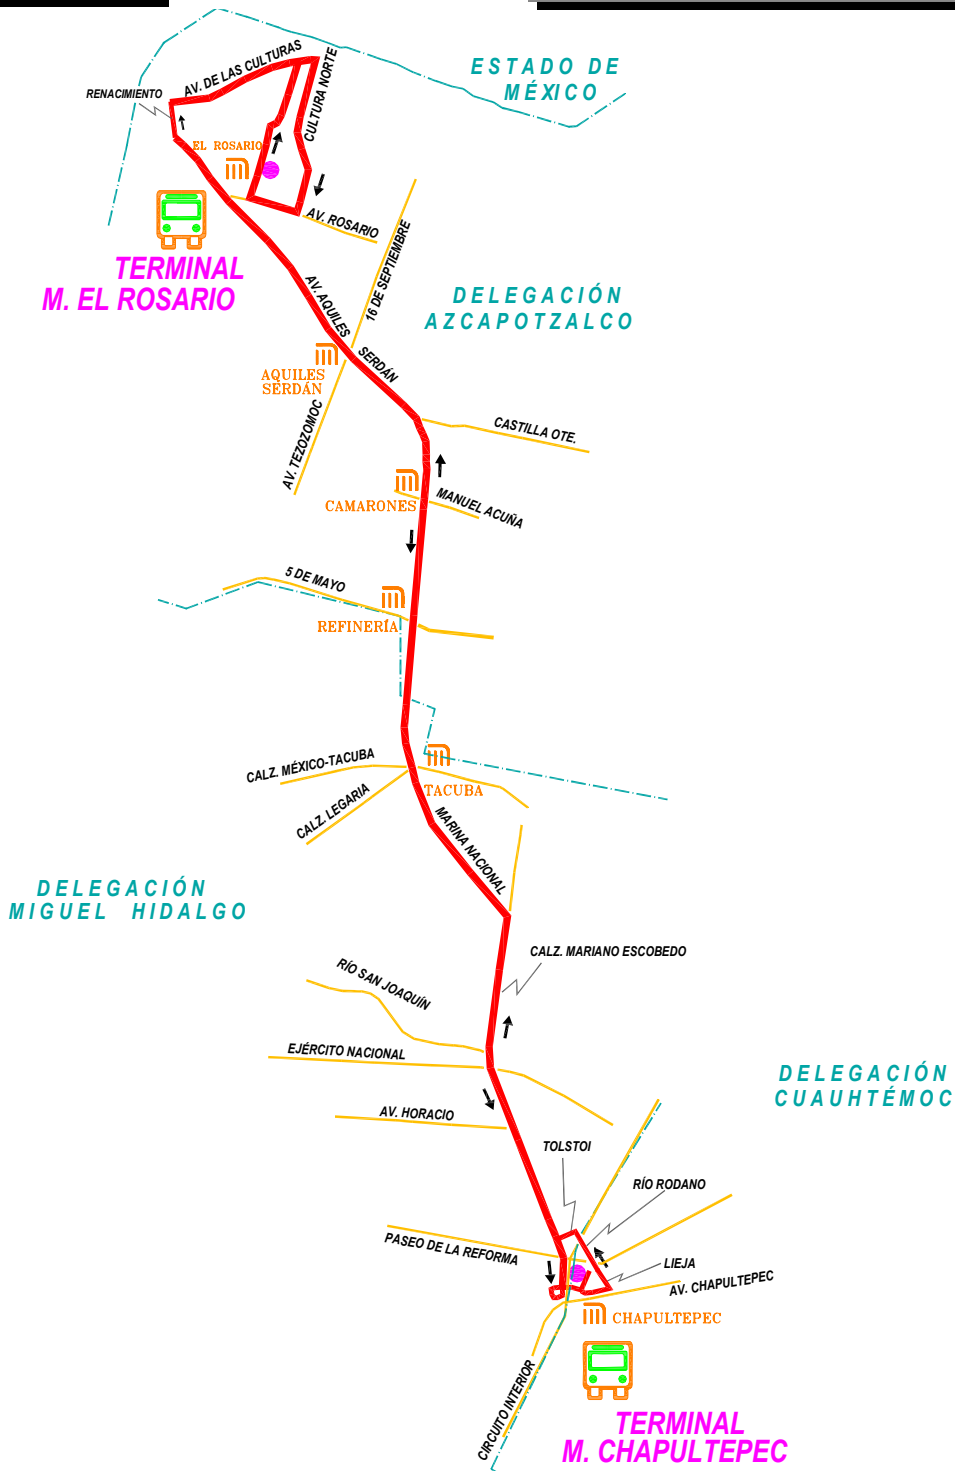 AV. DE LAS CULTURAS
ESTADO DE
MÉXICO
RENACIMIENTO
CULTURA NORTE
EL ROSARIO
AV. ROSARIO
16 DE SEPTIEMBRE
TERMINAL
M. EL ROSARIO
DELEGACIÓN
AZCAPOTZALCO
AV. AQUILES
SERDÁN
AQUILES
SERDÁN
AV. TEZOZOMOC
CASTILLA OTE.
CAMARONES
MANUEL ACUÑA
5 DE MAYO
REFINERÍA
CALZ. MÉXICO-TACUBA
TACUBA
CALZ. LEGARIA
MARINA NACIONAL
DELEGACIÓN
MIGUEL HIDALGO
CALZ. MARIANO ESCOBEDO
RÍO SAN JOAQUÍN
EJÉRCITO NACIONAL
DELEGACIÓN
CUAUHTÉMOC
AV. HORACIO
TOLSTOI
RÍO RODANO
PASEO DE LA REFORMA
LIEJA
AV. CHAPULTEPEC
CHAPULTEPEC
CIRCUITO INTERIOR
TERMINAL
M. CHAPULTEPEC